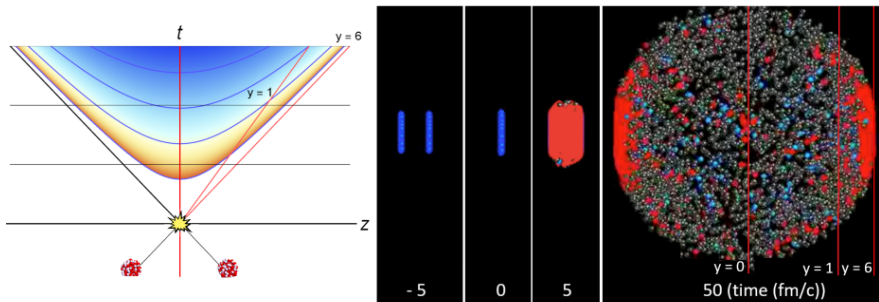 t
y = 6
y = 1
z
- 5
0
5
y = 0
y = 1
y = 6
50 (time (fm/c))